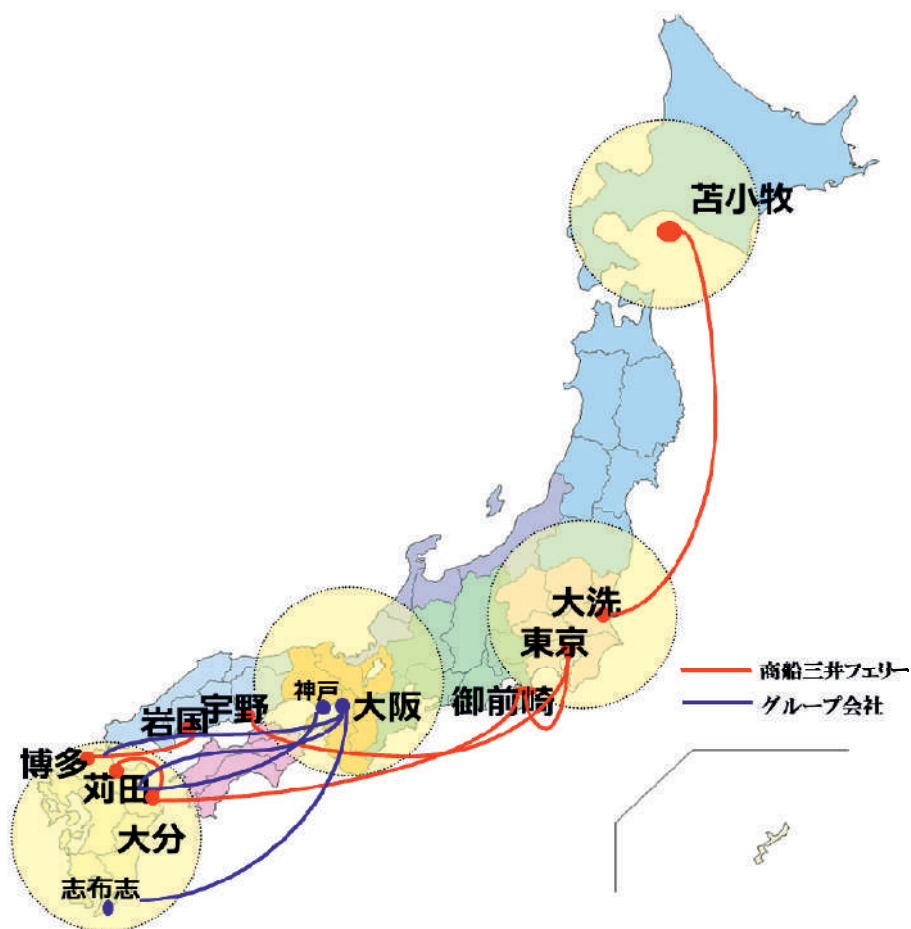 苫小牧
大洗
東京
商船三井フェリー
神戸
大阪
御前崎
グループ会社
宇野
岩国
博多
苅田
大分
志布志